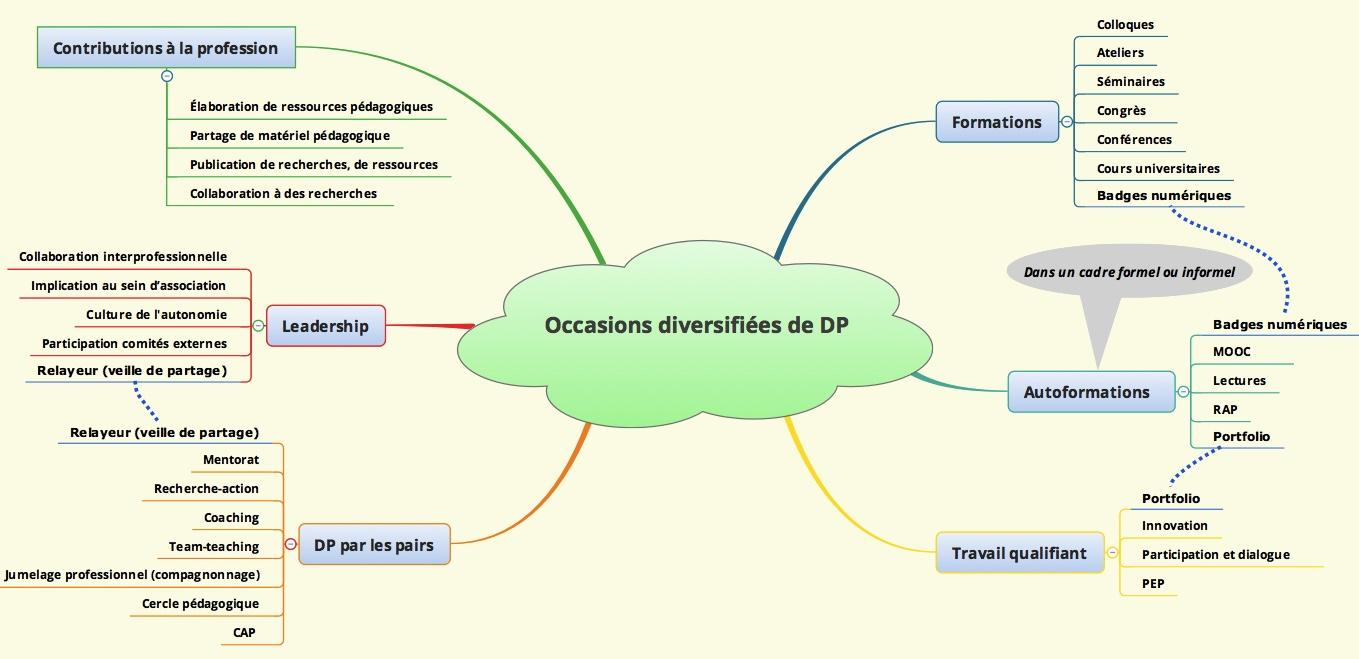 Contributions à la profession
Élaboration de ressources pédagogiques
Partage de matériel pédagogique
Publication de recherches, de ressources
Collaboration à des recherches
Collaboration interprofessionnelle
Implication au sein d’association
Culture de l'autonomie
Participation comités externes
Relayeur (veille de partage)
Leadership
Relayeur (veille de partage)
Mentorat
Recherche-action
Coaching
Team-teaching
Jumelage professionnel (compagnonnage)
Cercle pédagogique
CAP
DP par les pairs
Occasions diversifiées de DP
Formations
Colloques
Ateliers
Séminaires
Congrès
Conférences
Cours universitaires
Badges numériques
Dans un cadre formel ou informel
Autoformations
Badges numériques
MOOC
Lectures
RAP
Portfolio
Travail qualifiant
Portfolio
Innovation
Participation et dialogue
PEP